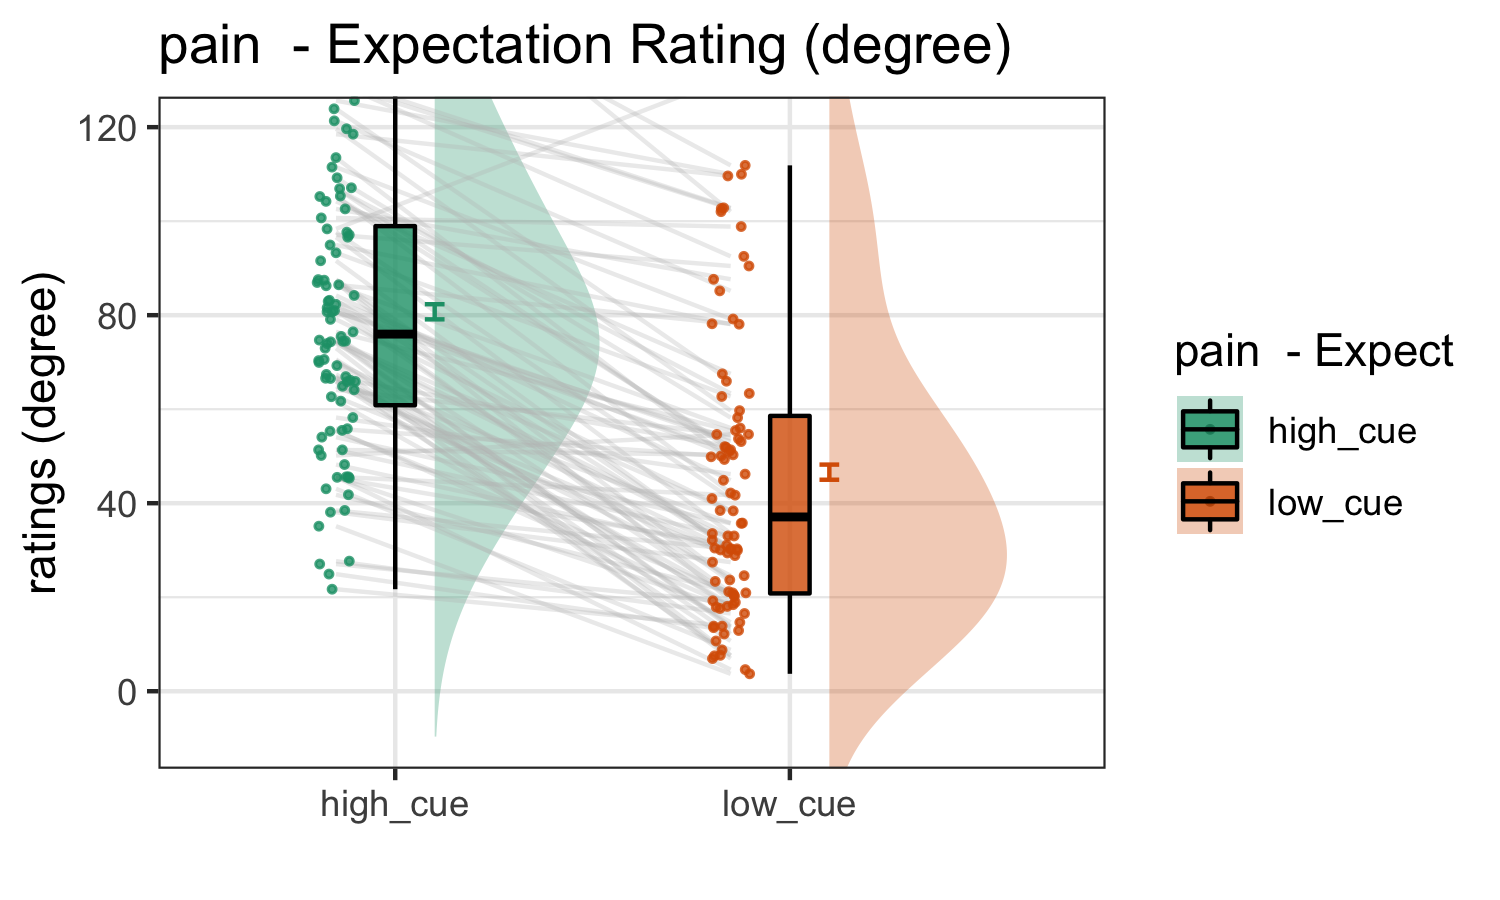 pain  - Expectation Rating (degree)
120
80
40
0
ratings (degree)
high_cue
low_cue
pain  - Expect
high_cue
low_cue